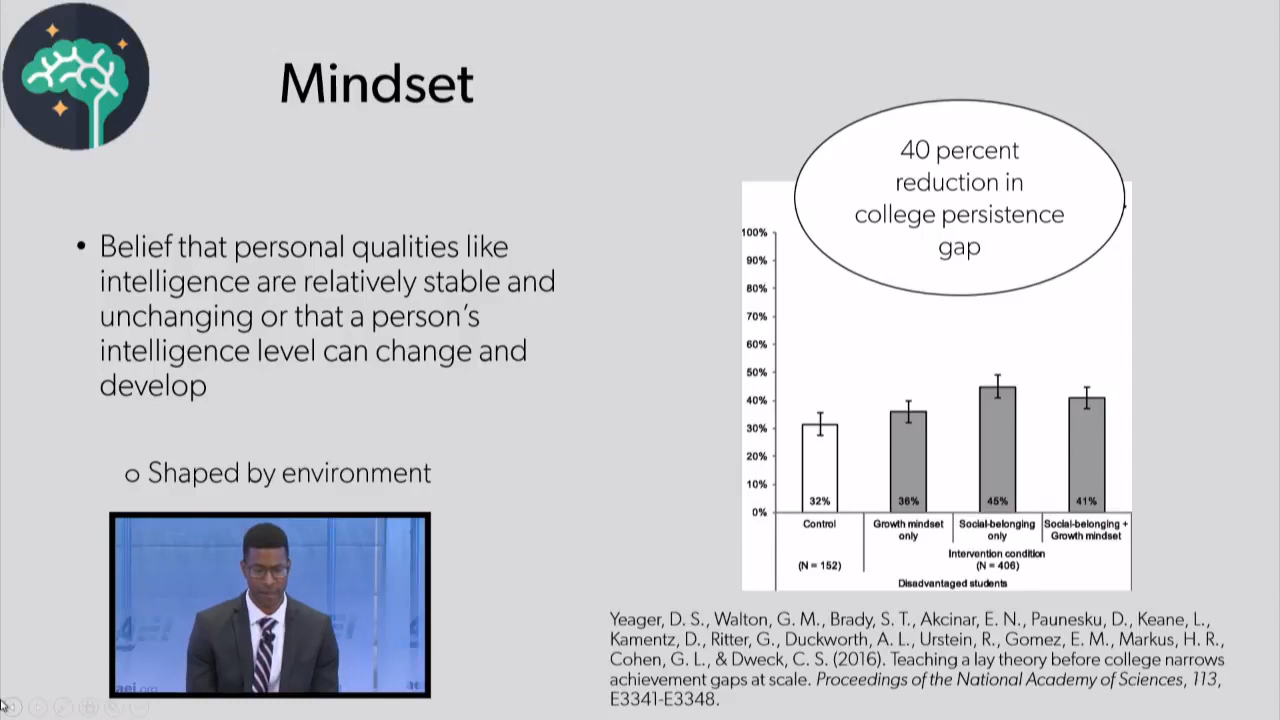 Mindset
• Belief that personal qualities like
intelligence are relatively stable and
unchanging or that a person's
intelligence level can change and
develop
o Shaped by environment
aei.org
40 percent
reduction in
college persistence
gap
100%
90%
80%
70%
60%
50%
40%
30%
20%
10%
0%
32%
36%
45%
41%
Control
Growth mindset
only
Social-belonging
only
Social-belonging +
Growth mindset
(N = 152)
Intervention condition
(N = 406)
Disadvantaged students
Yeager, D. S., Walton, G. M., Brady, S. T., Akcinar, E. N., Paunesku, D., Keane, L.,
Kamentz, D., Ritter, G., Duckworth, A. L., Urstein, R., Gomez, E. M., Markus, H. R.,
Cohen, G. L., & Dweck, C. S. (2016). Teaching a lay theory before college narrows
achievement gaps at scale. Proceedings of the National Academy of Sciences, 113,
E3341-E3348.